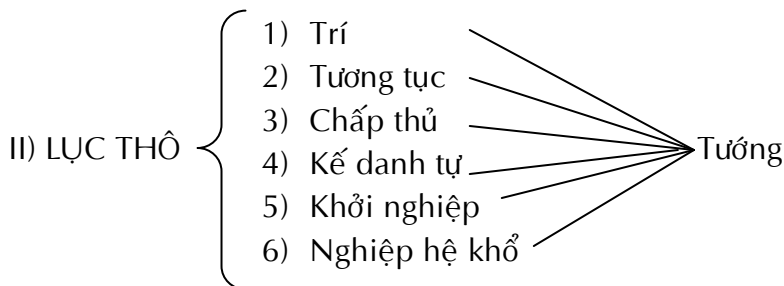 1) Trí
2) Tương tục
3) Chấp thủ
II) LỤC THÔ
4) Kế danh tự
Tướng
5) Khởi nghiệp
6) Nghiệp hệ khổ